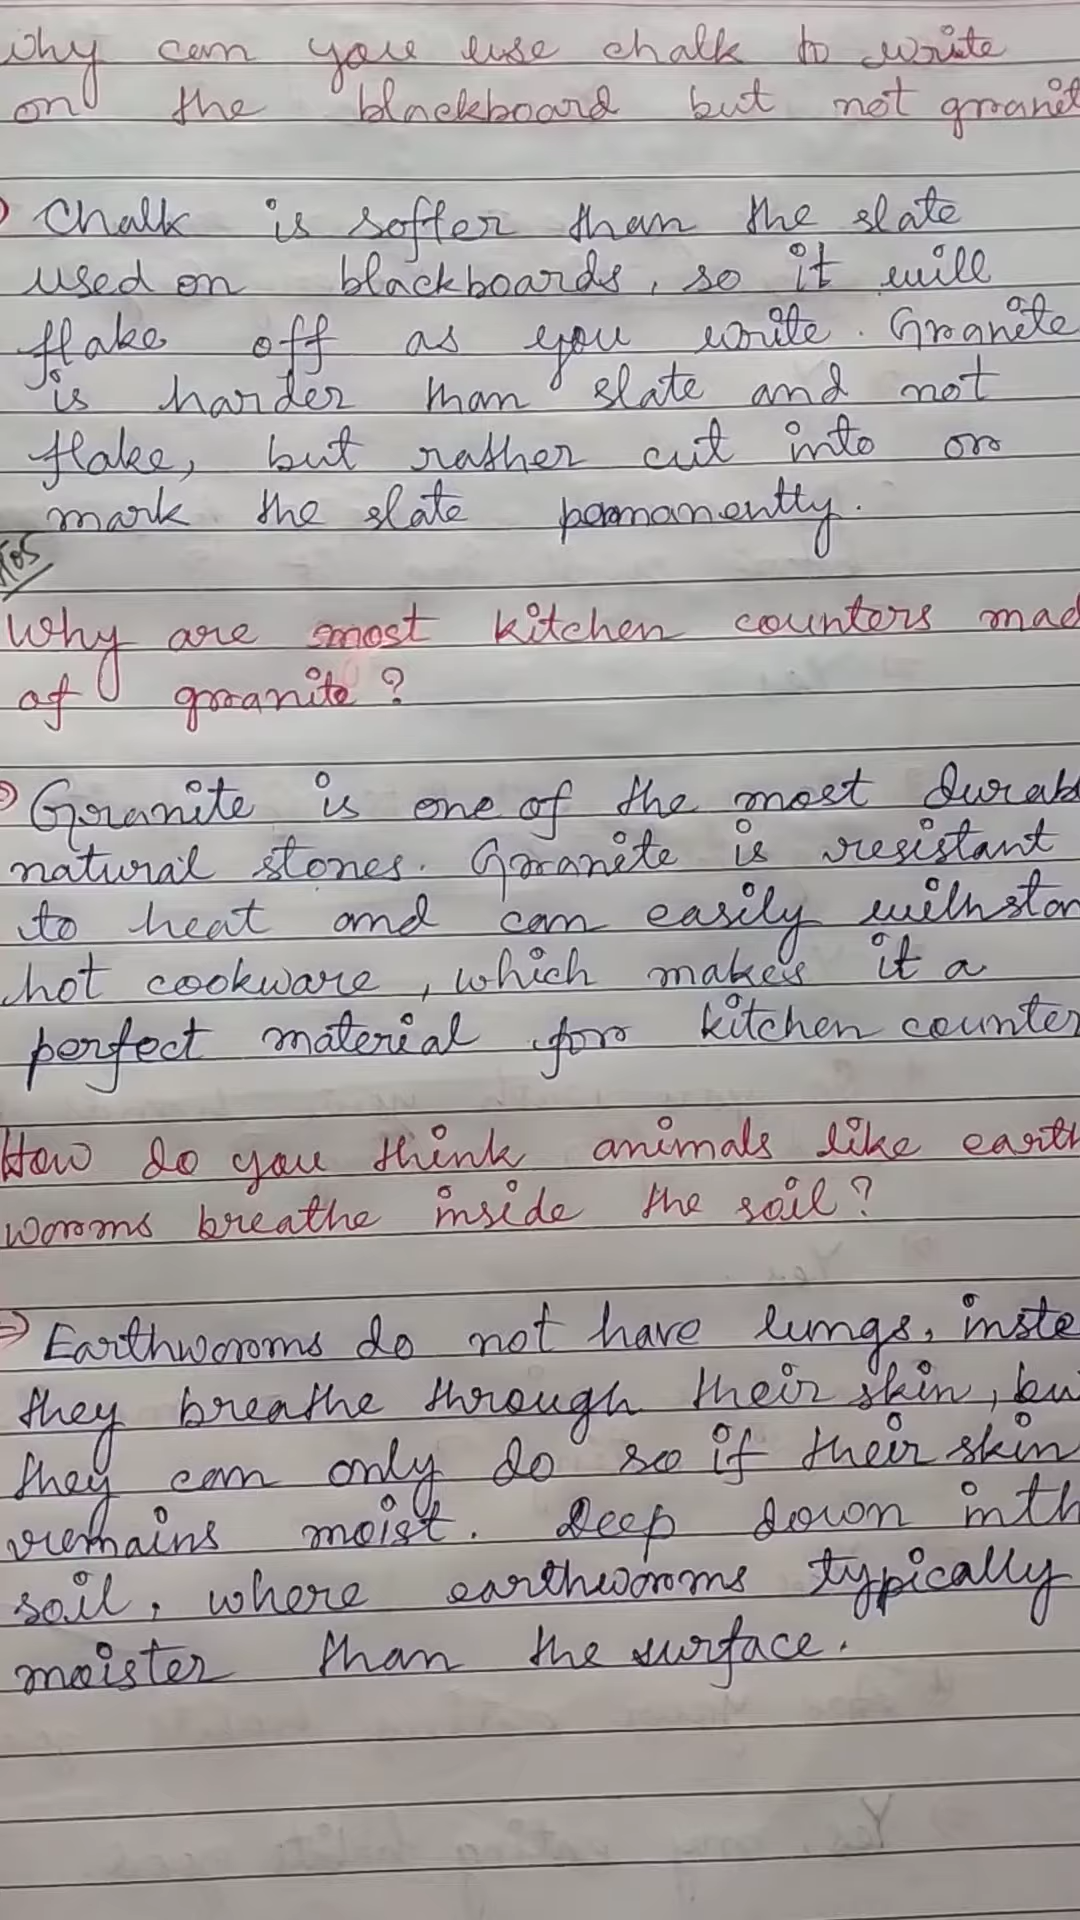 Why can you use chalk to write
on the blackboard but not granit
Chalk is softer than the slate
used on blackboards, so it will
flake off as you write. Granite
is harder than slate and not
flake, but rather cut into or
mark the slate permanently.
Why are most kitchen counters mad
of granite?
Granite is one of the most durab
natural stones. Granite is resistant
to heat and can easily withstan
hot cookware, which makes it a
perfect material for kitchen counter
How do you think animals like earth
worms breathe inside the soil?
⇒ Earthworms do not have lungs, inste
they breathe through their skin, bu
they can only do so if their skin
remains moist. Deep down in th
soil, where earthworms typically
moister than the surface.